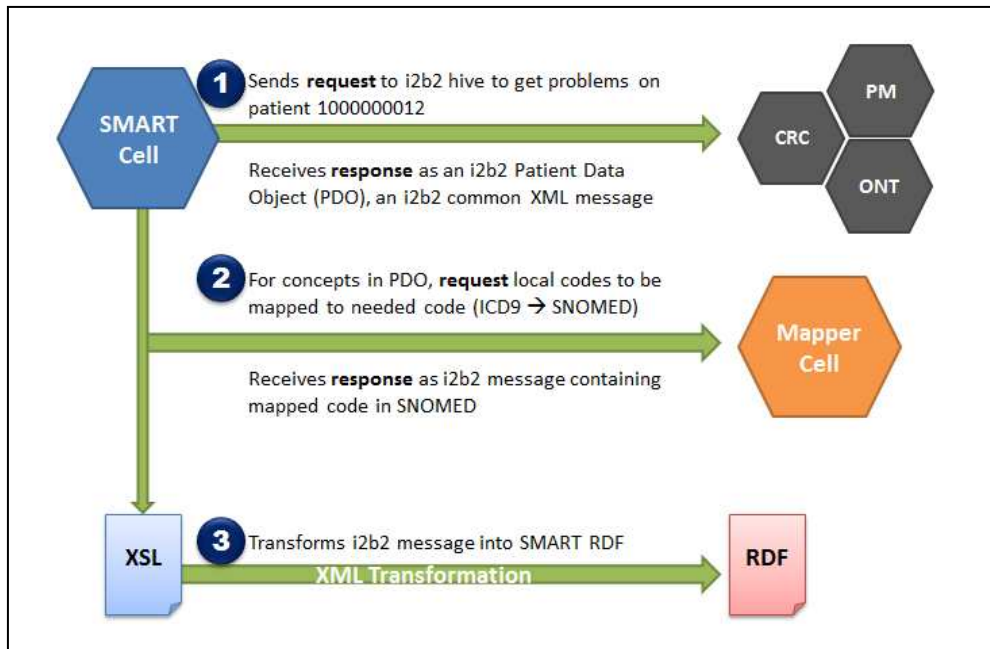 SMART
Cell
1
Sends request to i2b2 hive to get problems on
patient 1000000012
Receives response as an i2b2 Patient Data
Object (PDO), an i2b2 common XML message
PM
CRC
ONT
2
For concepts in PDO, request local codes to be
mapped to needed code (ICD9 → SNOMED)
Receives response as i2b2 message containing
mapped code in SNOMED
Mapper
Cell
XSL
3
Transforms i2b2 message into SMART RDF
XML Transformation
RDF